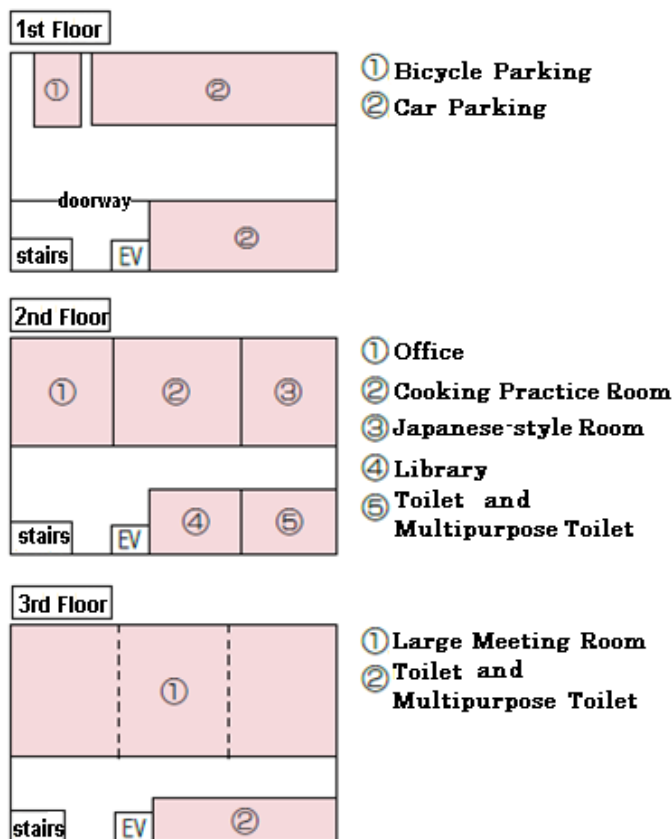 1st Floor
① ②
① Bicycle Parking
② Car Parking
doorway
②
stairs EV
2nd Floor
① ② ③
① Office
② Cooking Practice Room
③ Japanese-style Room
④ Library
⑤ Toilet and
Multipurpose Toilet
④ ⑤
stairs EV
3rd Floor
①
① Large Meeting Room
② Toilet and
Multipurpose Toilet
②
stairs EV